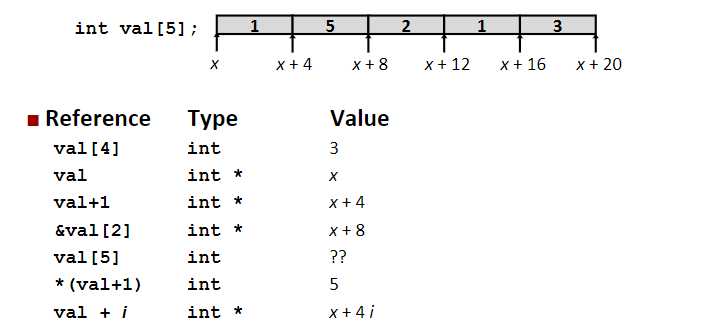 int val[5]; 1 5 2 1 3
x x + 4 x + 8 x + 12 x + 16 x + 20
Reference Type Value
val[4] int 3
val int * x
val+1 int * x + 4
&val[2] int * x + 8
val[5] int ??
*(val+1) int 5
val + i int * x + 4 i